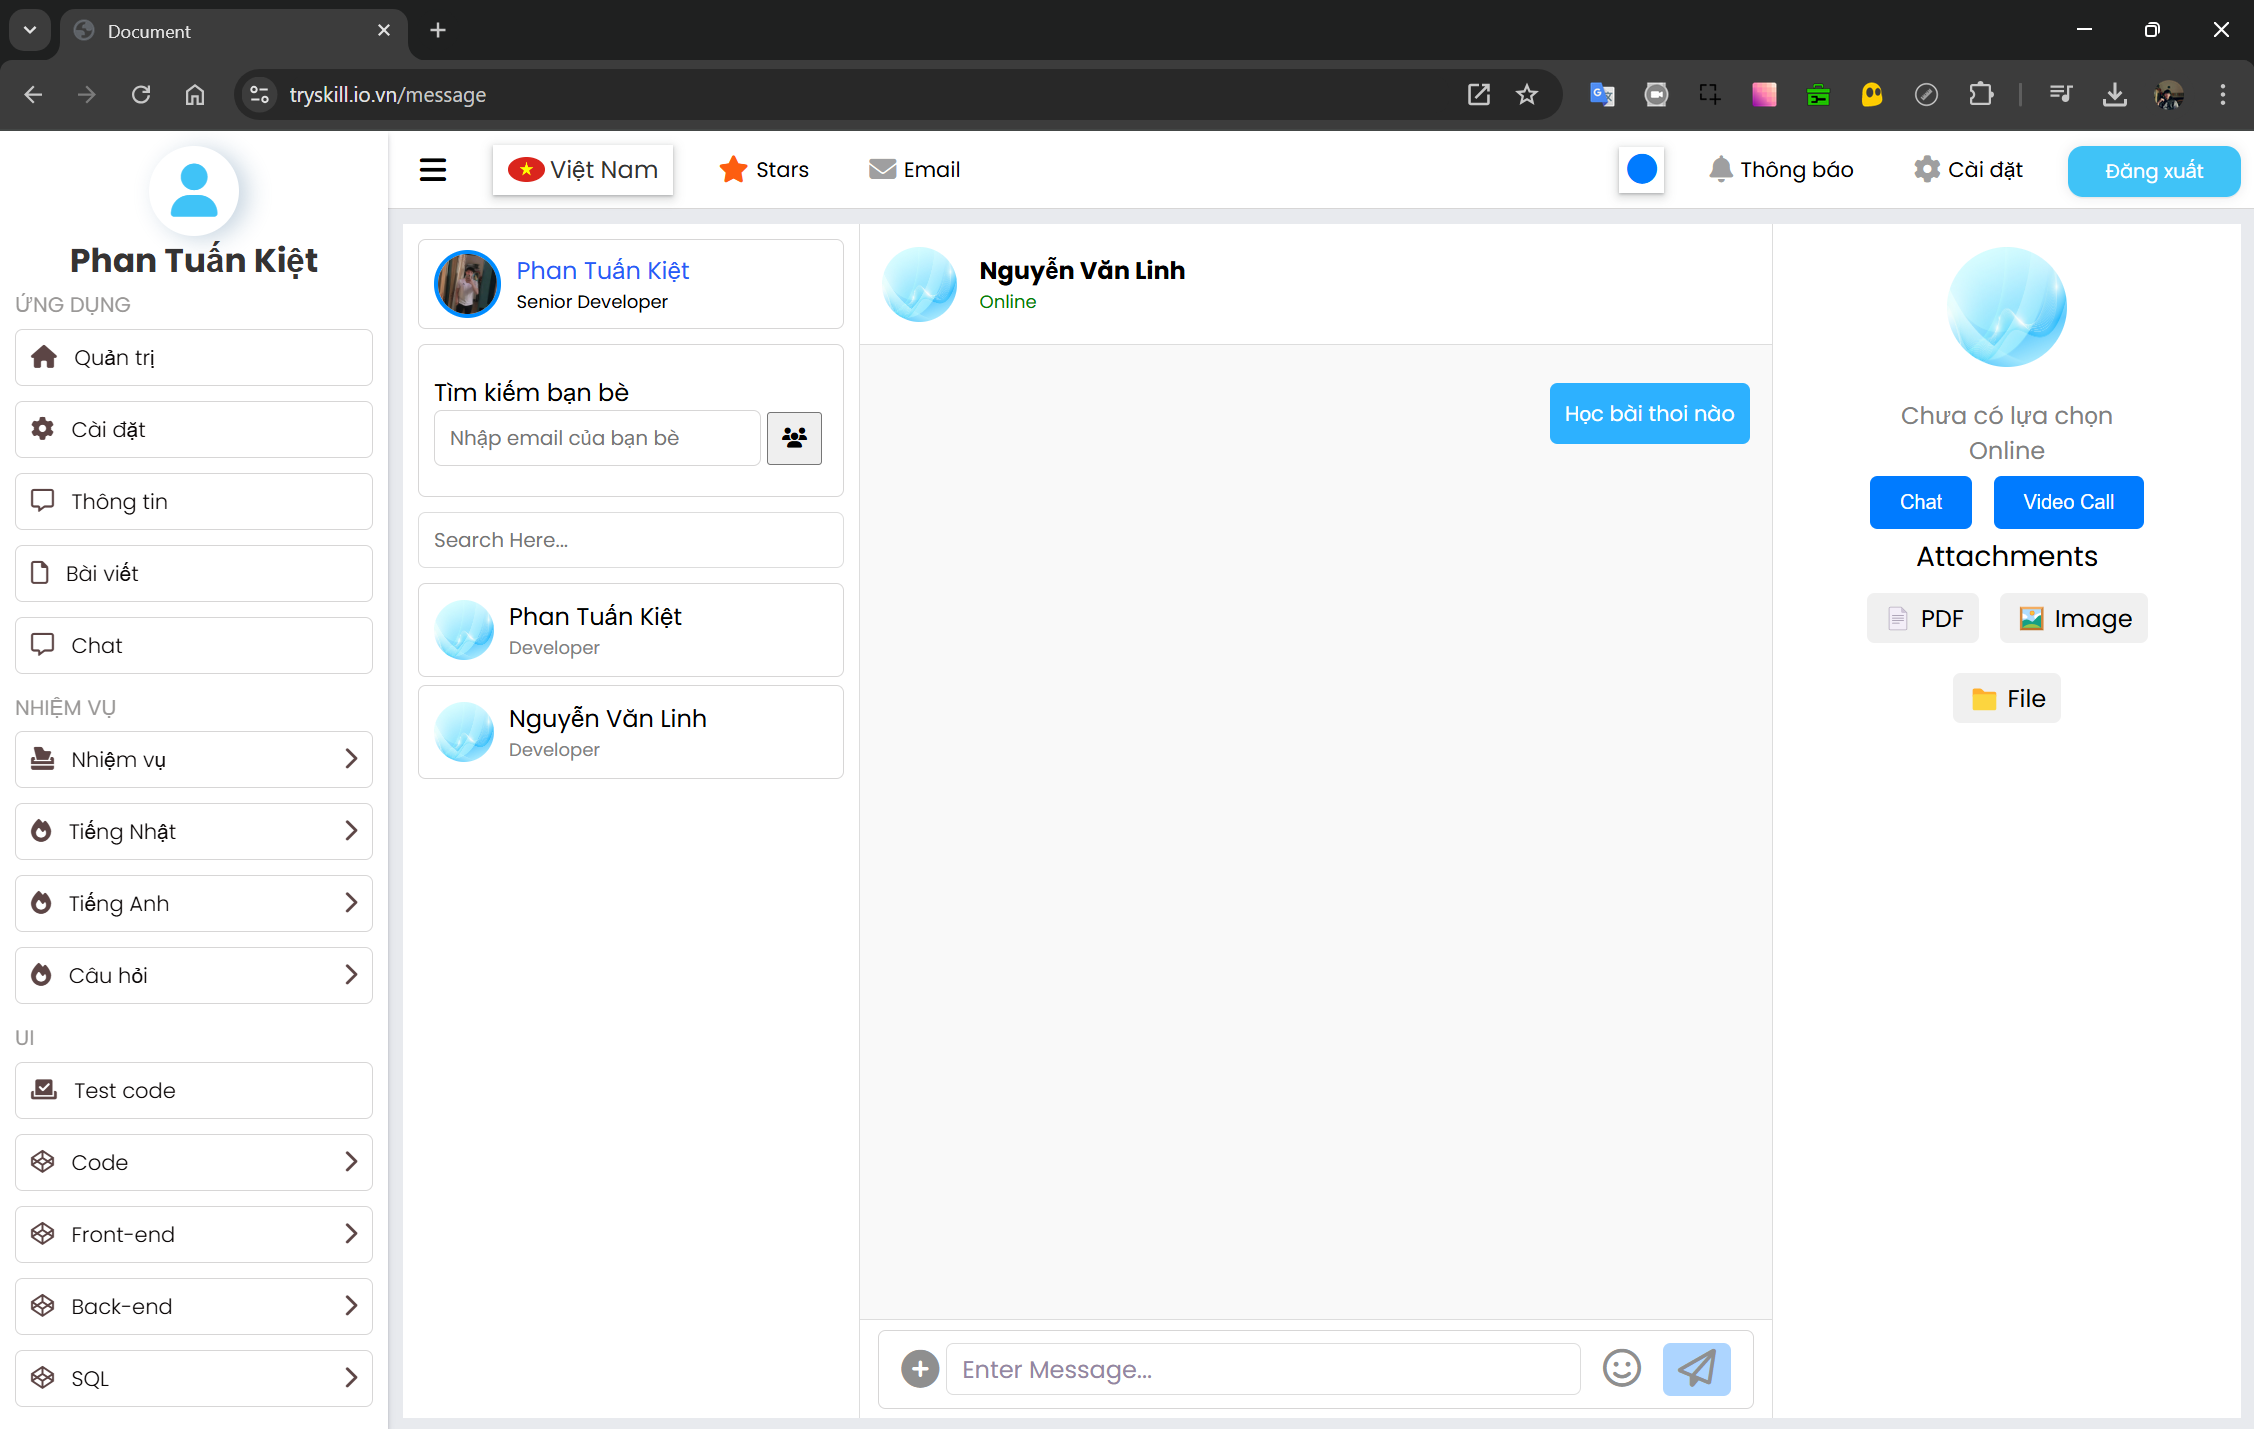 Document
tryskill.io.vn/message
Phan Tuấn Kiệt
ỨNG DỤNG
Quản trị
Cài đặt
Thông tin
Bài viết
Chat
NHIỆM VỤ
Nhiệm vụ
Tiếng Nhật
Tiếng Anh
Câu hỏi
UI
Test code
Code
Front-end
Back-end
SQL
Việt Nam
Stars
Email
Thông báo
Cài đặt
Đăng xuất
Phan Tuấn Kiệt
Senior Developer
Tìm kiếm bạn bè
Nhập email của bạn bè
Search Here...
Phan Tuấn Kiệt
Developer
Nguyễn Văn Linh
Developer
Nguyễn Văn Linh
Online
Học bài thoi nào
Enter Message...
Chưa có lựa chọn
Online
Chat
Video Call
Attachments
PDF
Image
File